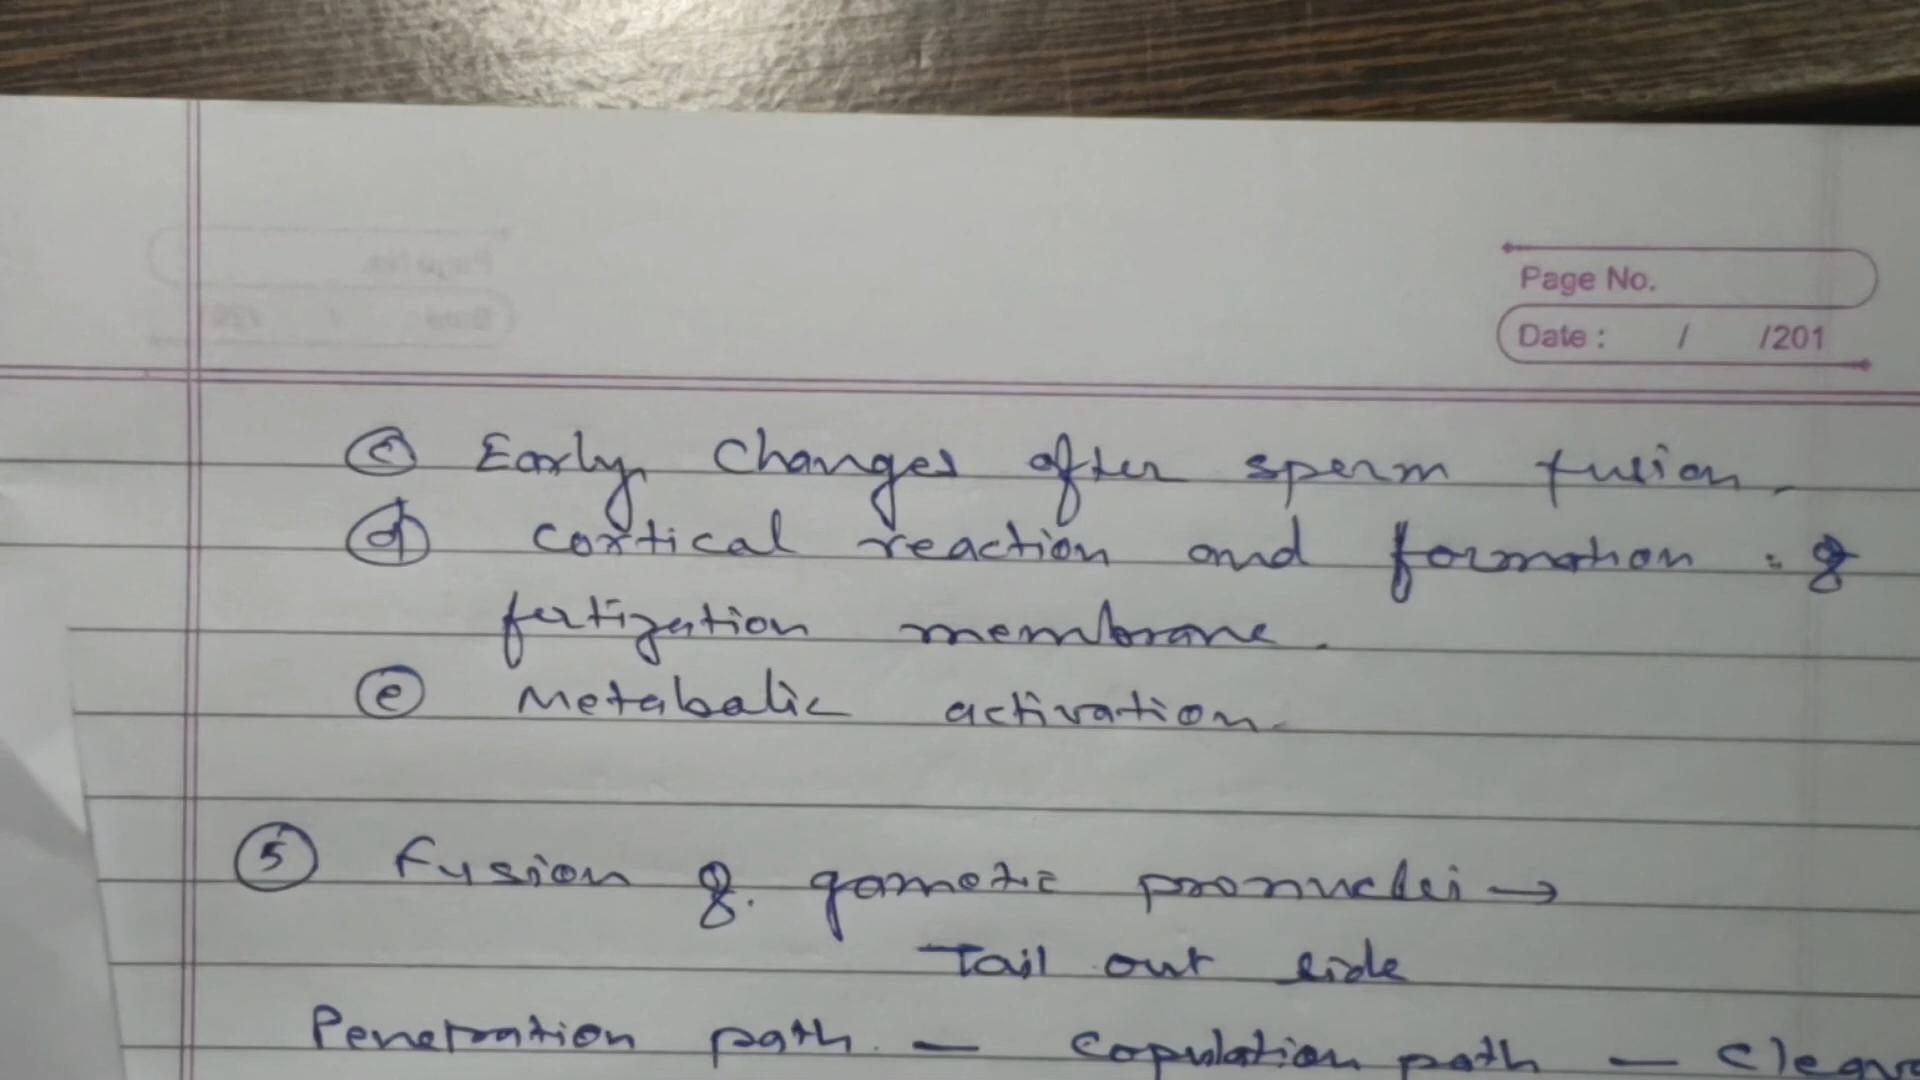 Page No.
Date : / /201
(c) Early changes after sperm fusion.
(d) Cortical reaction and formation of
fertization membrane.
(e) Metabolic activation.
(5) Fusion of gametic pronuclei →
Tail out side
Penetration path - Copulation path -